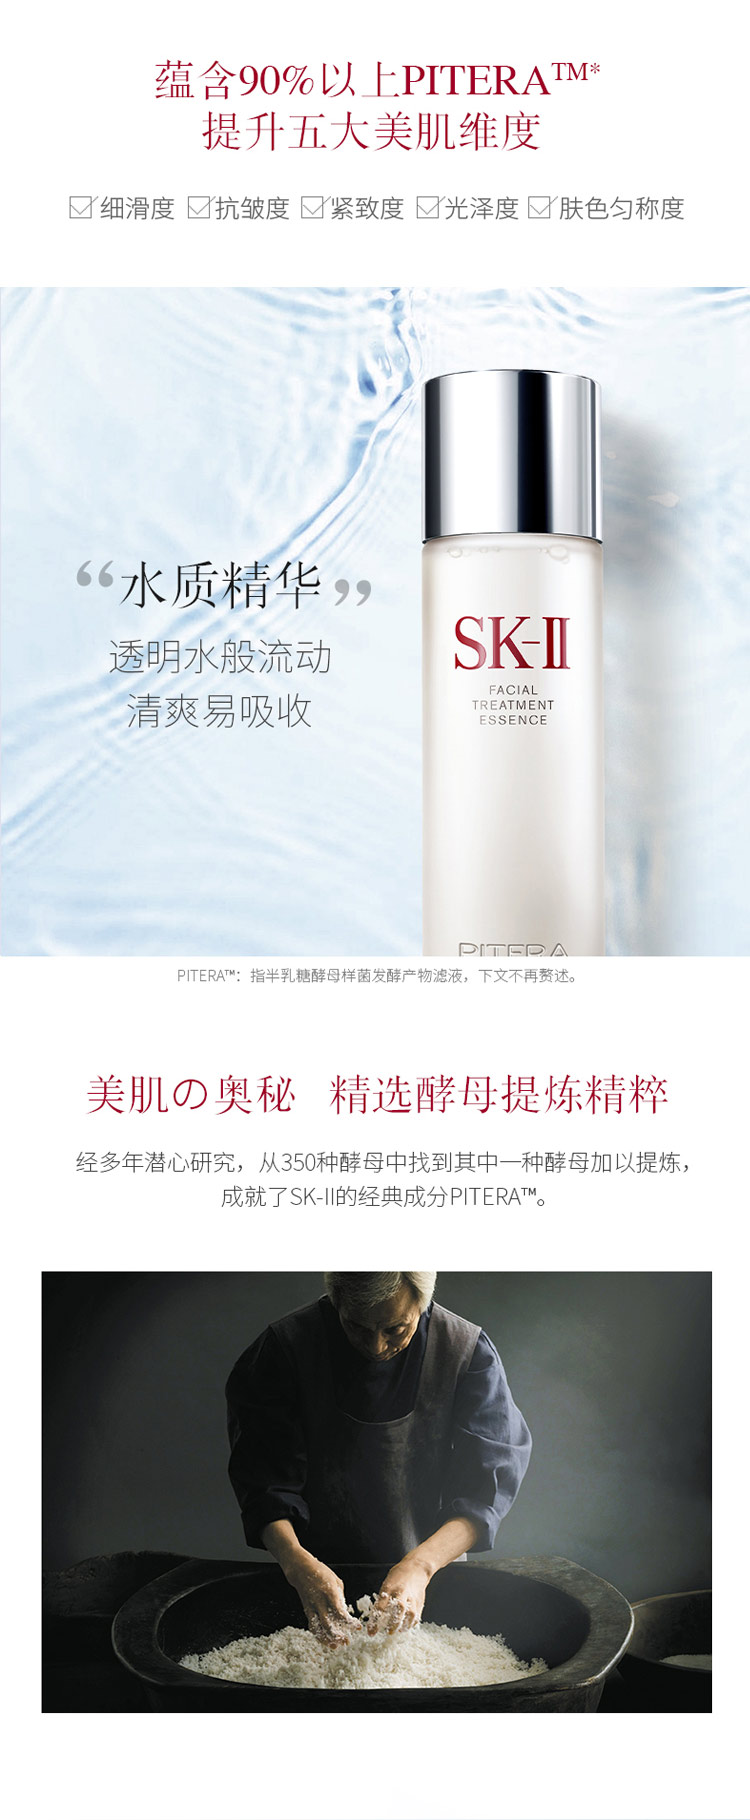 蕴含90%以上PITERA™*
提升五大美肌维度
细滑度 抗皱度 紧致度 光泽度 肤色匀称度
“水质精华”
透明水般流动
清爽易吸收
SK-II
FACIAL
TREATMENT
ESSENCE
PITERA
PITERA™：指半乳糖酵母样菌发酵产物滤液，下文不再赘述。
美肌の奥秘 精选酵母提炼精粹
经多年潜心研究，从350种酵母中找到其中一种酵母加以提炼，
成就了SK-II的经典成分PITERA™。